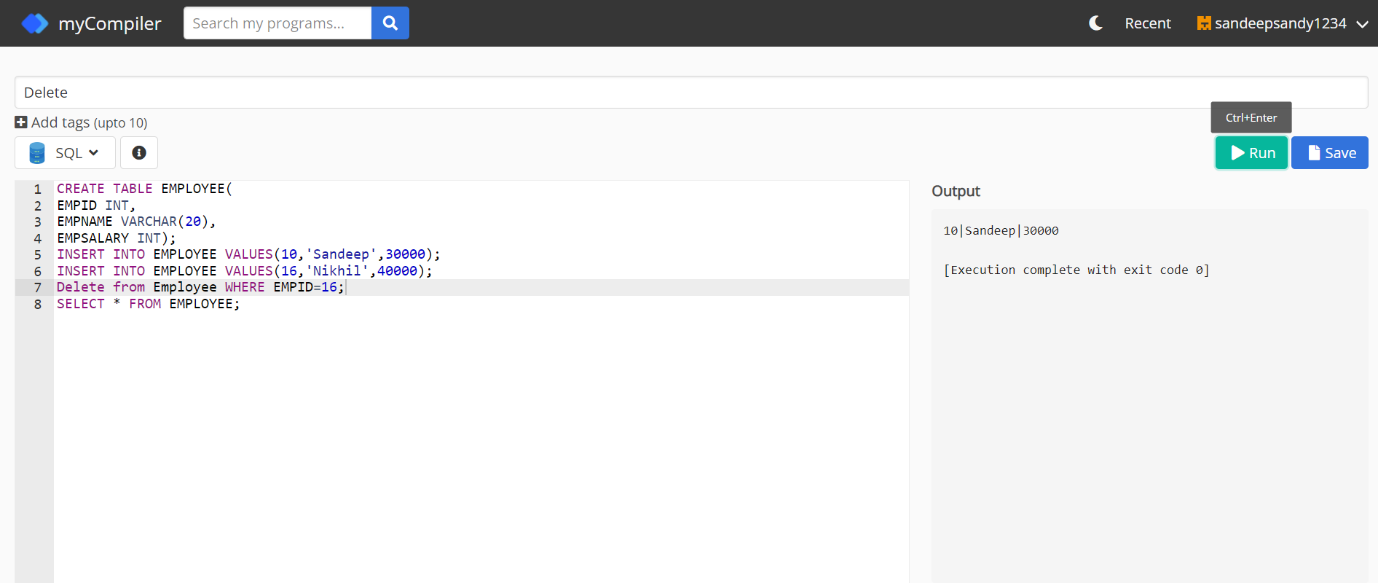 myCompiler
Search my programs...
Recent
sandeepsandy1234
Delete
Add tags (upto 10)
Ctrl+Enter
SQL
Run
Save
1 CREATE TABLE EMPLOYEE(
2 EMPID INT,
3 EMPNAME VARCHAR(20),
4 EMPSALARY INT);
5 INSERT INTO EMPLOYEE VALUES(10,'Sandeep',30000);
6 INSERT INTO EMPLOYEE VALUES(16,'Nikhil',40000);
7 Delete from Employee WHERE EMPID=16;
8 SELECT * FROM EMPLOYEE;
Output
10|Sandeep|30000
[Execution complete with exit code 0]